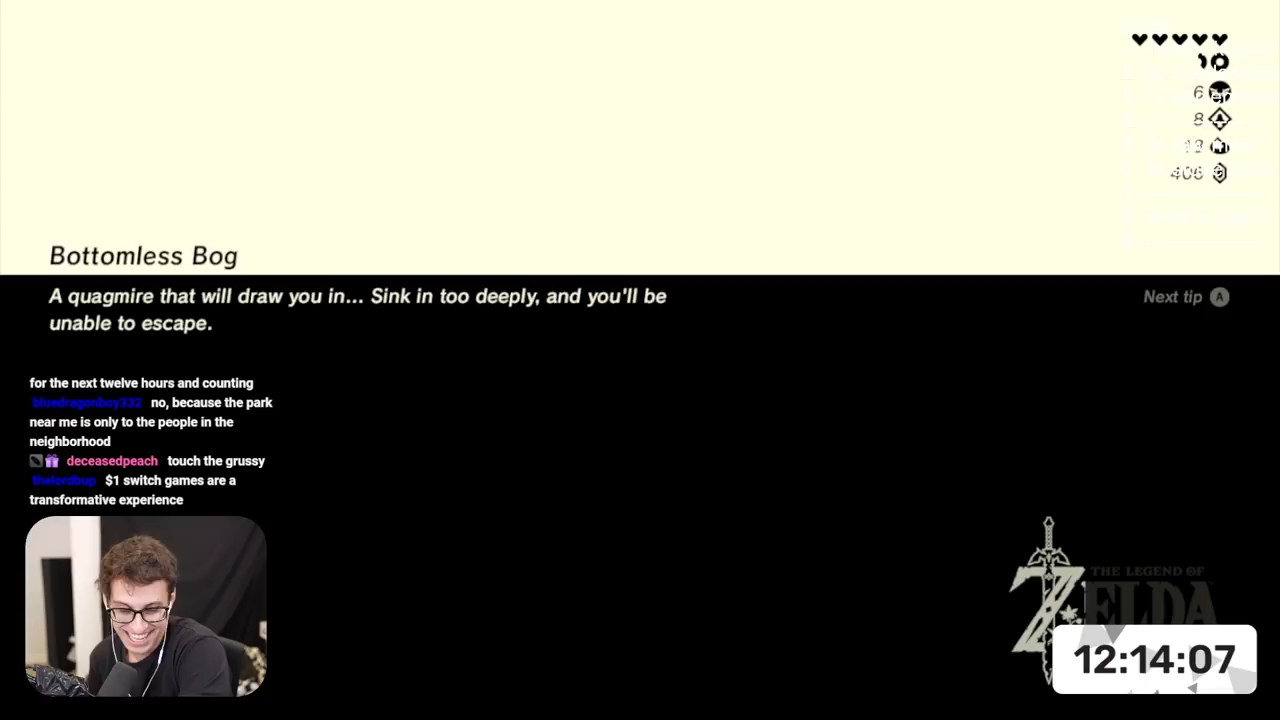 6
8
Bottomless Bog
A quagmire that will draw you in... Sink in too deeply, and you'll be
unable to escape.
Next tip A
for the next twelve hours and counting
bluedragonboy332 no, because the park
near me is only to the people in the
neighborhood
deceasedpeach touch the grussy
thelordbup $1 switch games are a
transformative experience
THE LEGEND OF
ZELDA
12:14:07